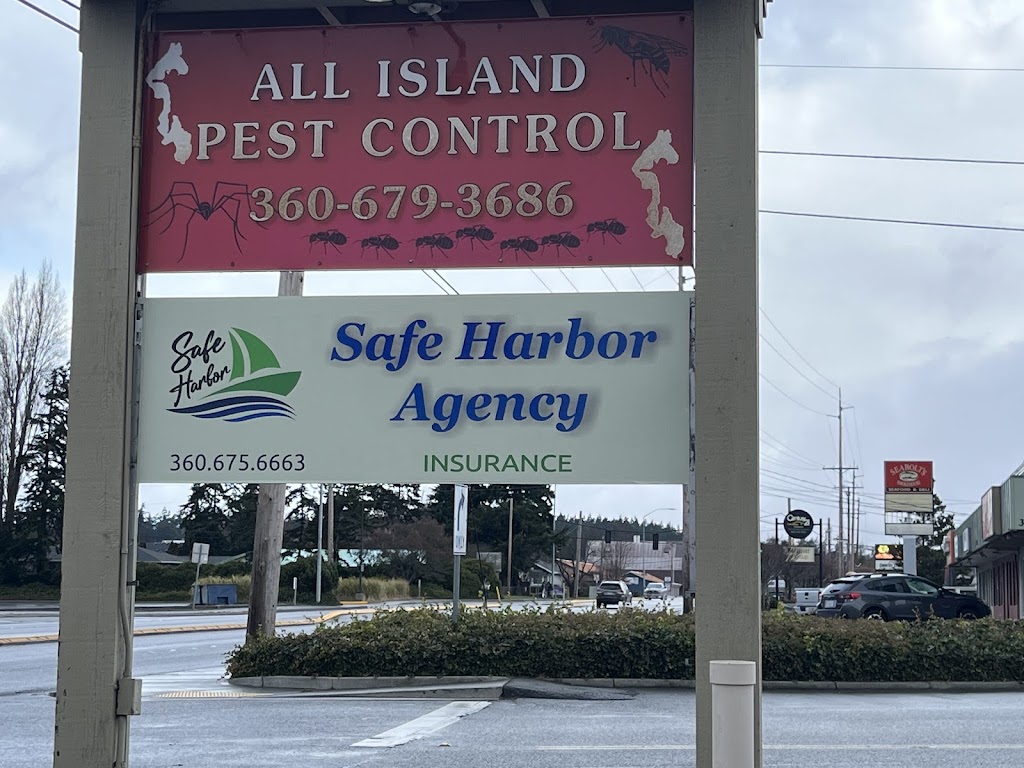 ALL ISLAND
PEST CONTROL
360-679-3686
Safe
Harbor
Safe Harbor
Agency
360.675.6663
INSURANCE
SEABOLT'S